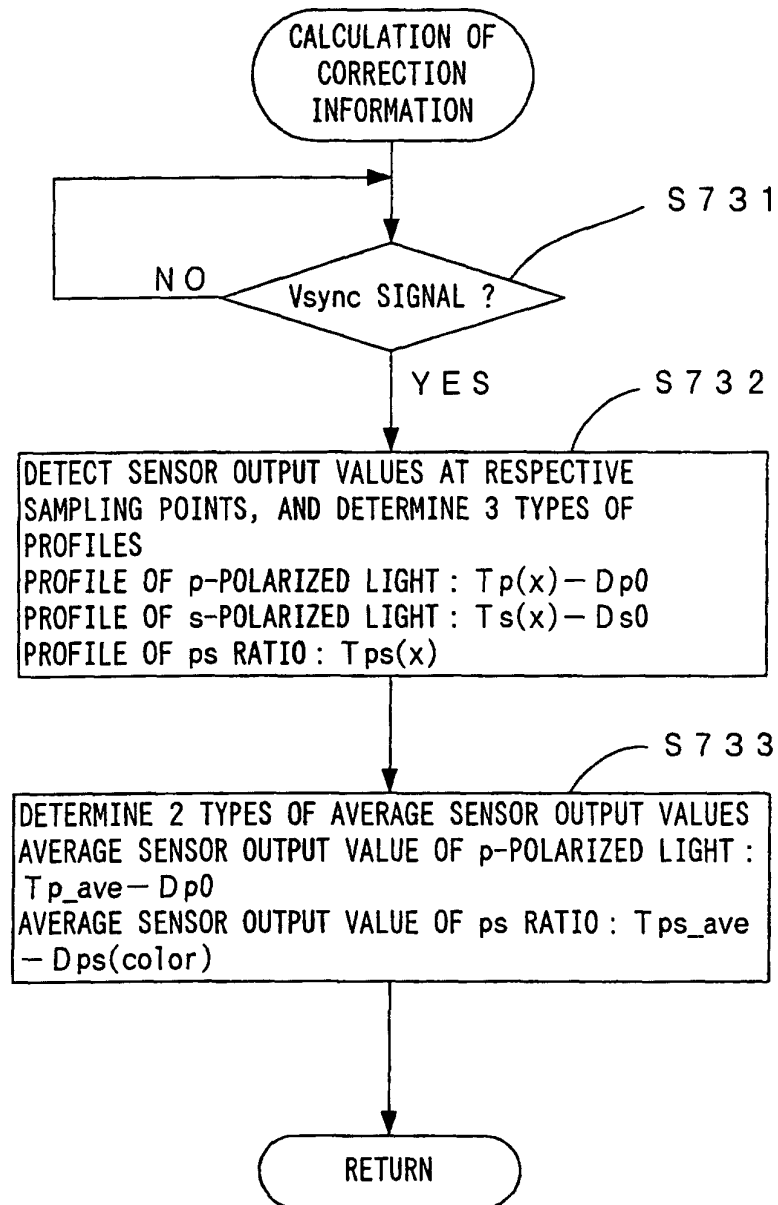 CALCULATION OF
CORRECTION
INFORMATION
S731
NO
Vsync SIGNAL ?
YES
S732
DETECT SENSOR OUTPUT VALUES AT RESPECTIVE
SAMPLING POINTS, AND DETERMINE 3 TYPES OF
PROFILES
PROFILE OF p-POLARIZED LIGHT : Tp(x)－Dp0
PROFILE OF s-POLARIZED LIGHT : Ts(x)－Ds0
PROFILE OF ps RATIO : Tps(x)
S733
DETERMINE 2 TYPES OF AVERAGE SENSOR OUTPUT VALUES
AVERAGE SENSOR OUTPUT VALUE OF p-POLARIZED LIGHT :
Tp_ave－Dp0
AVERAGE SENSOR OUTPUT VALUE OF ps RATIO : Tps_ave
－Dps(color)
RETURN